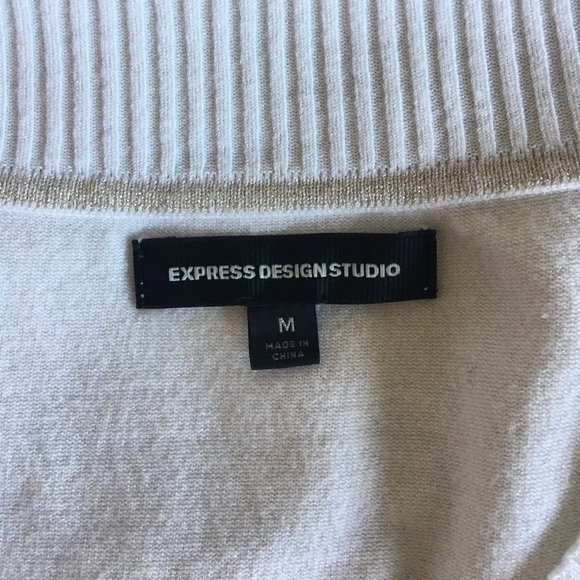 EXPRESS DESIGN STUDIO
M
MADE IN
CHINA